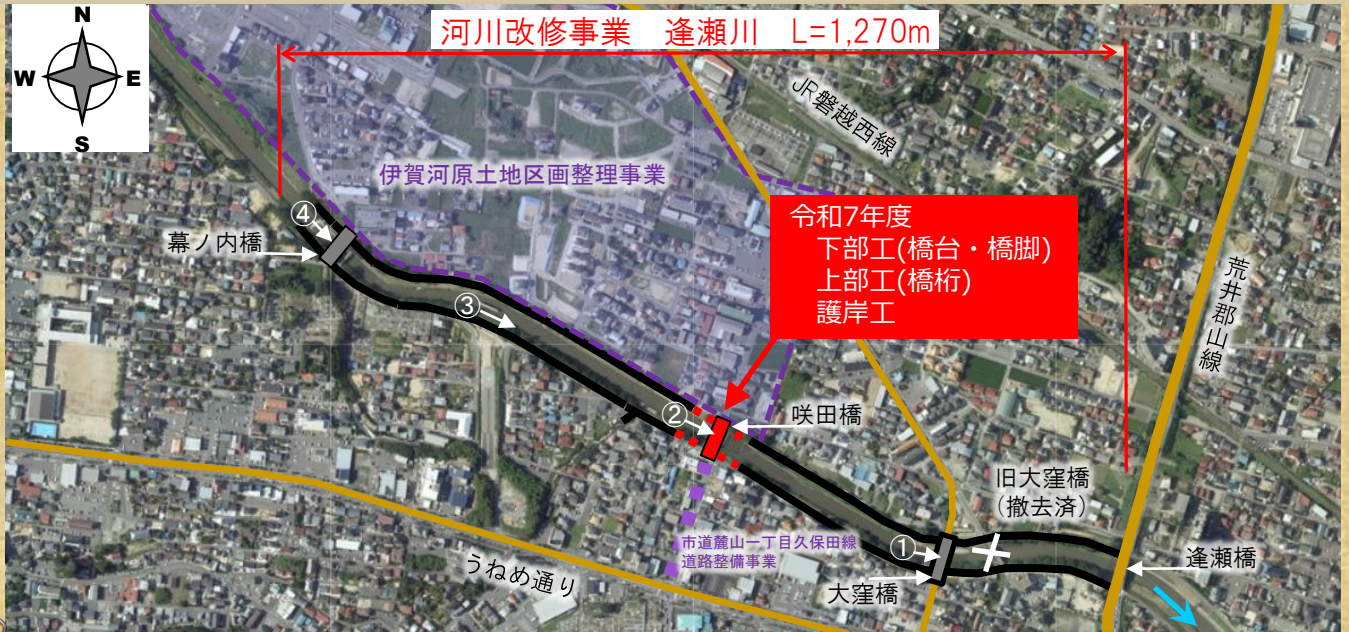 N
W E
S
河川改修事業 逢瀬川 L=1,270m
JR磐越西線
伊賀河原土地区画整理事業
令和7年度
下部工(橋台・橋脚)
上部工(橋桁)
護岸工
④
幕ノ内橋
荒井郡山線
③
②
咲田橋
旧大窪橋
(撤去済)
市道麓山一丁目久保田線
道路整備事業
①
逢瀬橋
うねめ通り
大窪橋